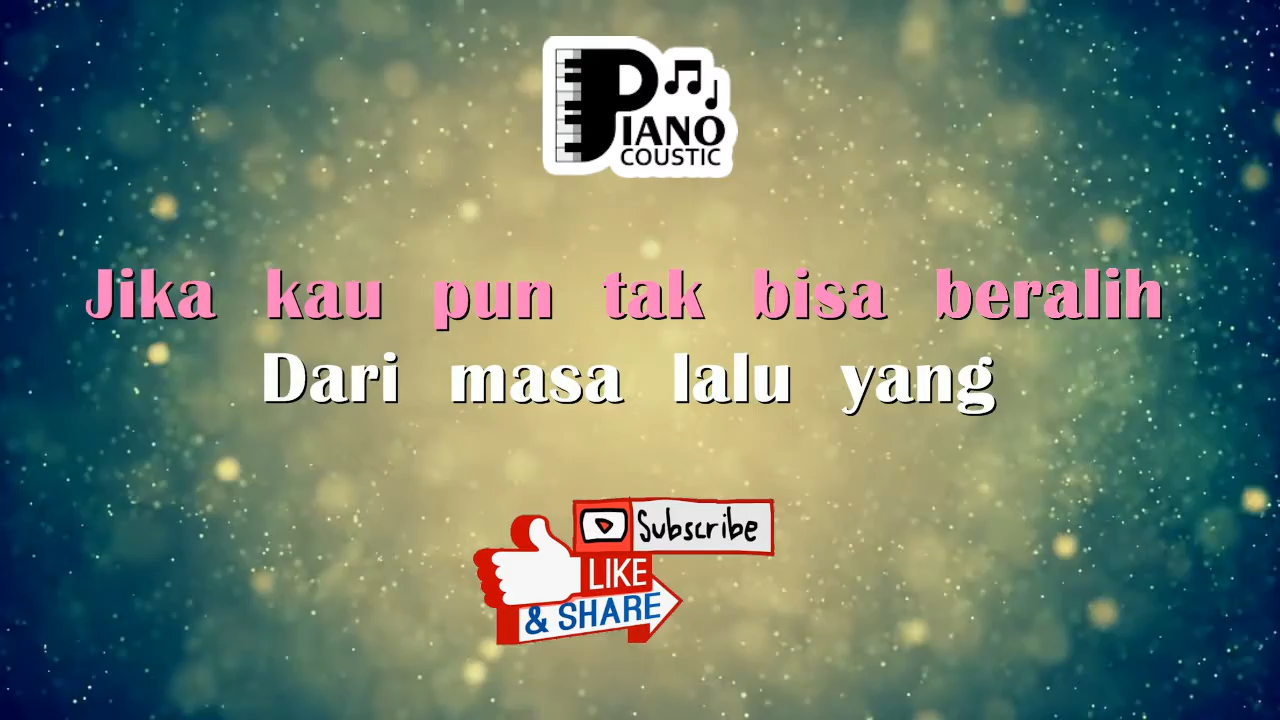 PIANO
COUSTIC
Jika kau pun tak bisa beralih
Dari masa lalu yang
Subscribe
LIKE
& SHARE